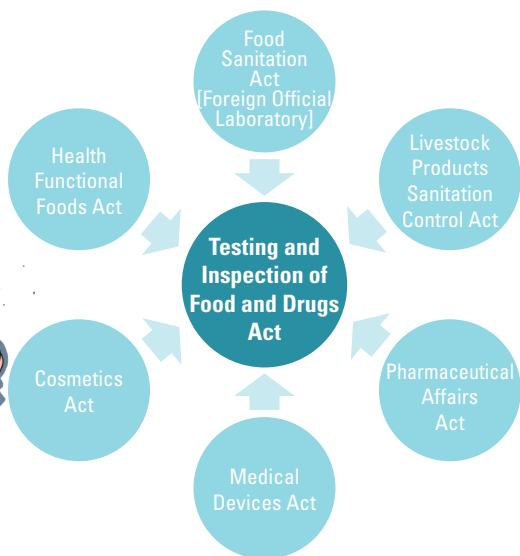 Food
Sanitation
Act
[Foreign Official
Laboratory]
Health
Functional
Foods Act
Livestock
Products
Sanitation
Control Act
Testing and
Inspection of
Food and Drugs
Act
Cosmetics
Act
Pharmaceutical
Affairs
Act
Medical
Devices Act